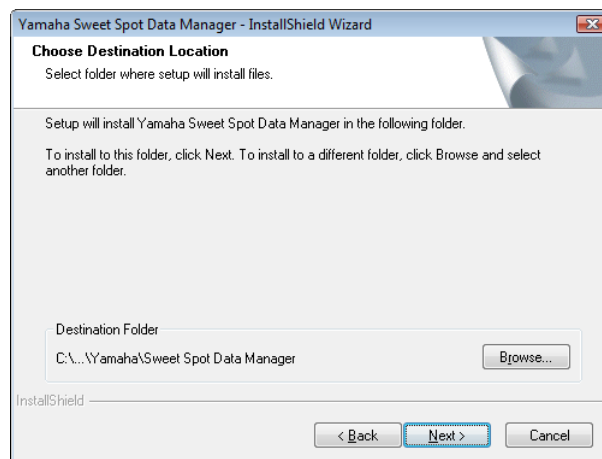 Yamaha Sweet Spot Data Manager - InstallShield Wizard
Choose Destination Location
Select folder where setup will install files.
Setup will install Yamaha Sweet Spot Data Manager in the following folder.
To install to this folder, click Next. To install to a different folder, click Browse and select
another folder.
Destination Folder
C:\...\Yamaha\Sweet Spot Data Manager
Browse...
InstallShield
< Back
Next >
Cancel